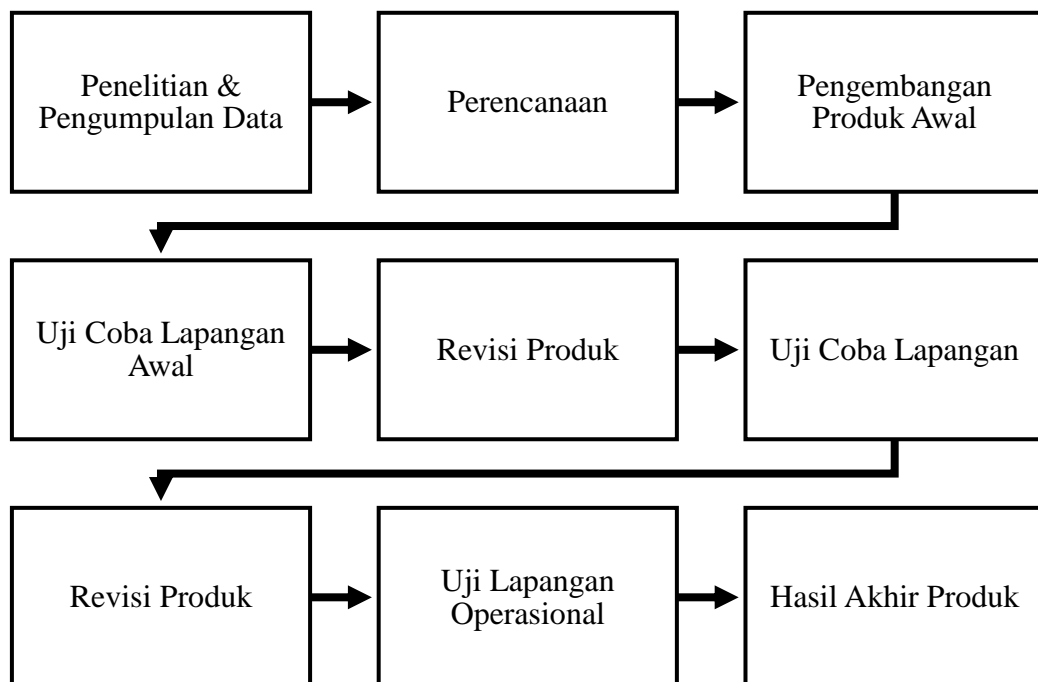 Penelitian &
Pengumpulan Data
Perencanaan
Pengembangan
Produk Awal
Uji Coba Lapangan
Awal
Revisi Produk
Uji Coba Lapangan
Revisi Produk
Uji Lapangan
Operasional
Hasil Akhir Produk